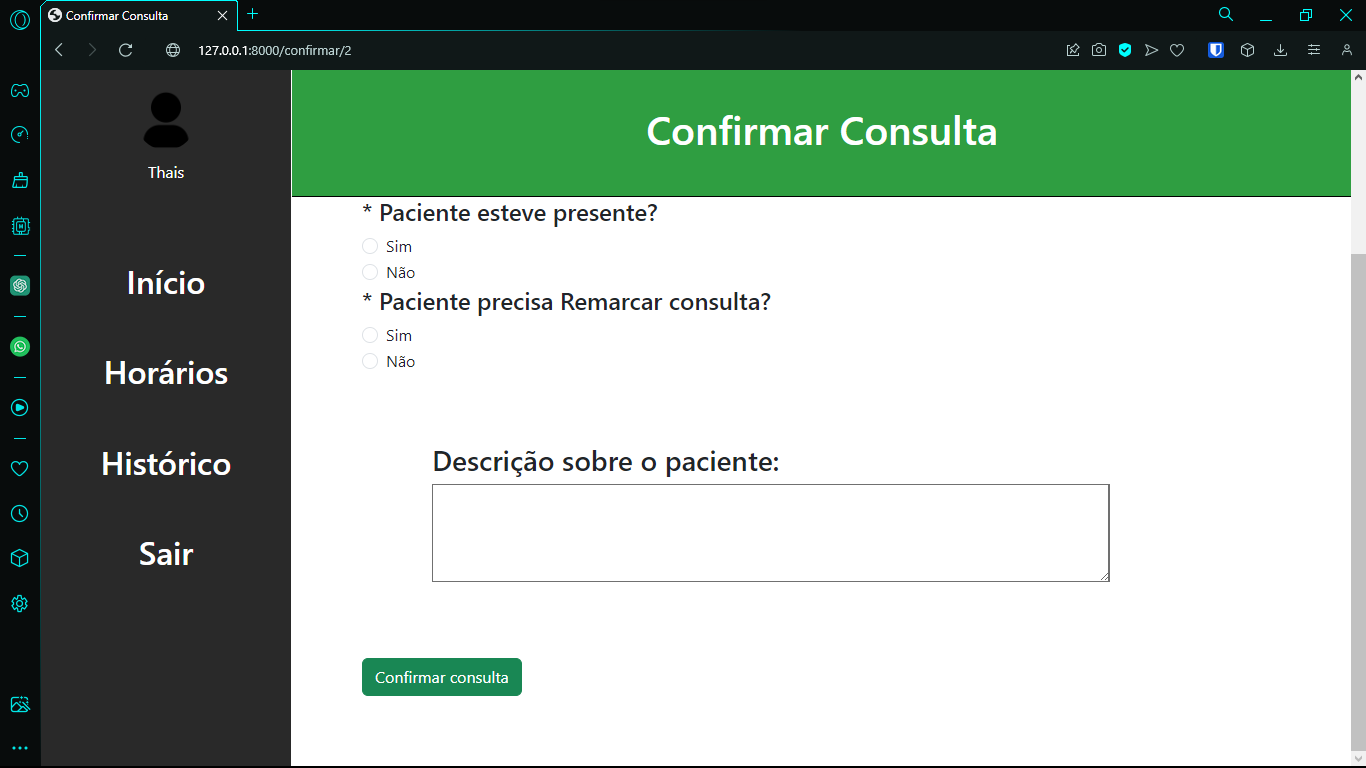 Confirmar Consulta
127.0.0.1:8000/confirmar/2
Thais
Início
Horários
Histórico
Sair
Confirmar Consulta
* Paciente esteve presente?
Sim
Não
* Paciente precisa Remarcar consulta?
Sim
Não
Descrição sobre o paciente:
Confirmar consulta